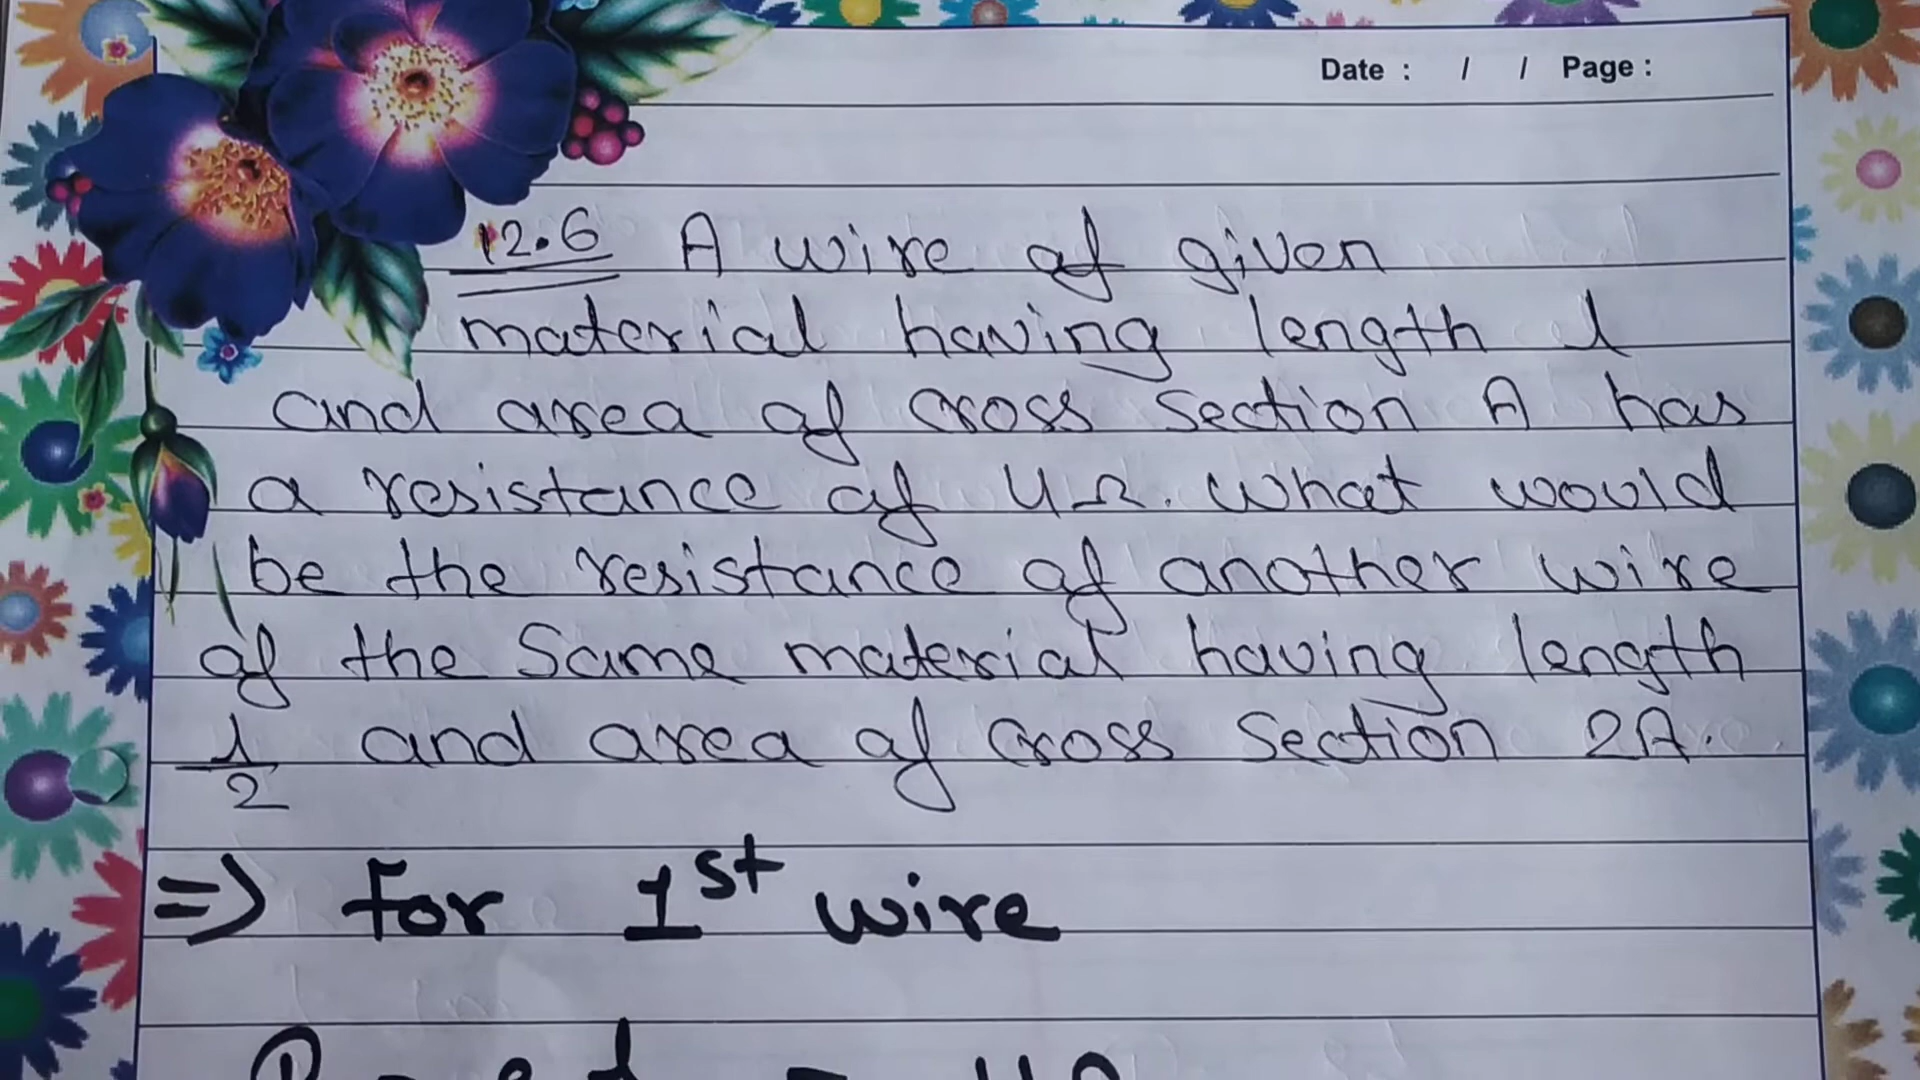 Date : / / Page :
12.6 A wire of given
material having length l
and area of cross section A has
a resistance of 4Ω. What would
be the resistance of another wire
of the same material having length
l/2 and area of cross section 2A.
=> For 1st wire